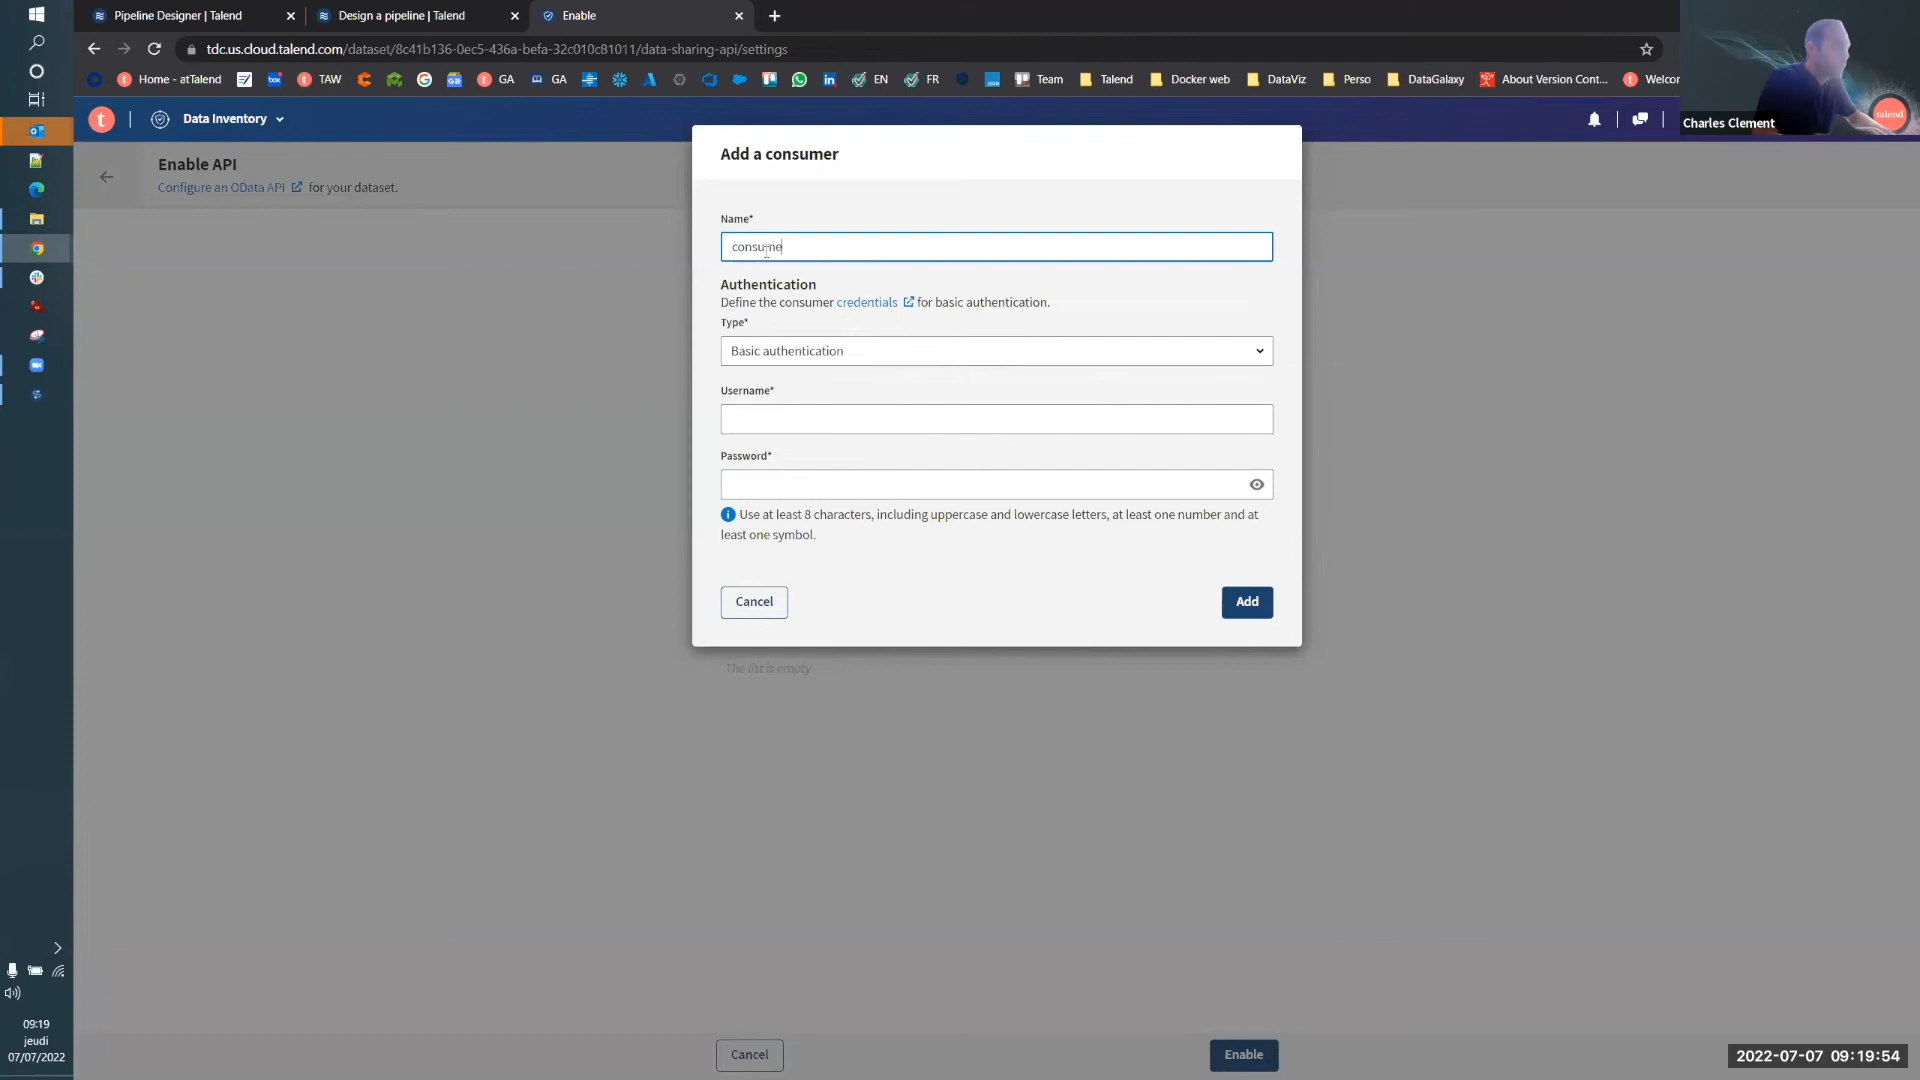 Pipeline Designer | Talend
Design a pipeline | Talend
Enable
tdc.us.cloud.talend.com/dataset/8c41b136-0ec5-436a-befa-32c010c81011/data-sharing-api/settings
Home - atTalend
TAW
GA
GA
EN
FR
Team
Talend
Docker web
DataViz
Perso
DataGalaxy
About Version Cont...
Welcor
t
Data Inventory
talend
Charles Clement
Enable API
Configure an OData API for your dataset.
Add a consumer
Name*
consume
Authentication
Define the consumer credentials for basic authentication.
Type*
Basic authentication
Username*
Password*
Use at least 8 characters, including uppercase and lowercase letters, at least one number and at
least one symbol.
Cancel
Add
The list is empty
Cancel
Enable
09:19
jeudi
07/07/2022
2022-07-07 09:19:54